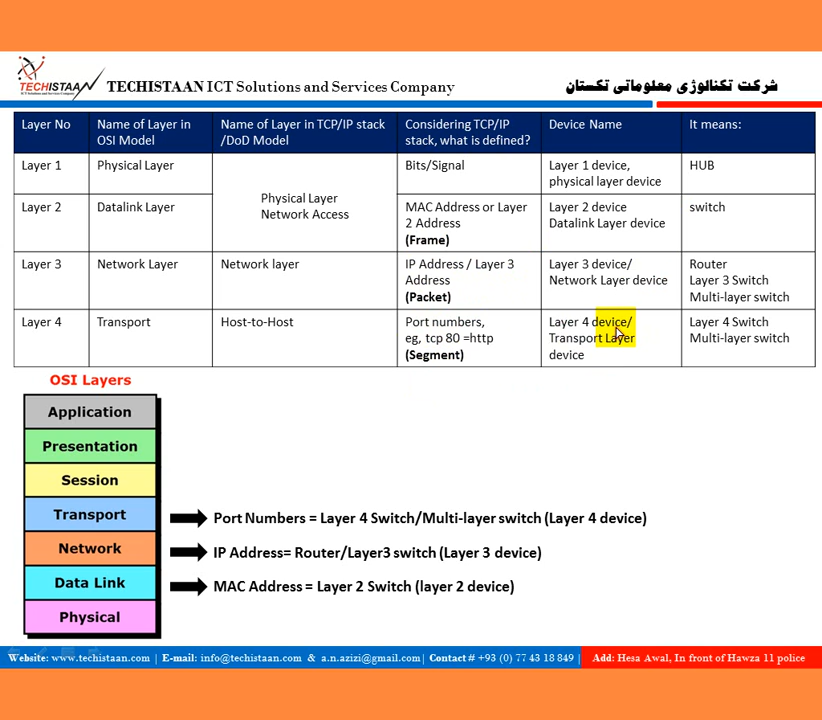 TECHISTAAN
TECHISTAAN ICT Solutions and Services Company
شرکت تکنالوژی معلوماتی تکستان
Layer No
Name of Layer in
OSI Model
Name of Layer in TCP/IP stack
/DoD Model
Considering TCP/IP
stack, what is defined?
Device Name
It means:
Layer 1
Physical Layer
Physical Layer
Network Access
Bits/Signal
Layer 1 device,
physical layer device
HUB
Layer 2
Datalink Layer
MAC Address or Layer
2 Address
(Frame)
Layer 2 device
Datalink Layer device
switch
Layer 3
Network Layer
Network layer
IP Address / Layer 3
Address
(Packet)
Layer 3 device/
Network Layer device
Router
Layer 3 Switch
Multi-layer switch
Layer 4
Transport
Host-to-Host
Port numbers,
eg, tcp 80 =http
(Segment)
Layer 4 device/
Transport Layer
device
Layer 4 Switch
Multi-layer switch
OSI Layers
Application
Presentation
Session
Transport
Port Numbers = Layer 4 Switch/Multi-layer switch (Layer 4 device)
Network
IP Address= Router/Layer3 switch (Layer 3 device)
Data Link
MAC Address = Layer 2 Switch (layer 2 device)
Physical
Website: www.techistaan.com | E-mail: info@techistaan.com & a.n.azizi@gmail.com| Contact # +93 (0) 77 43 18 849 | Add: Hesa Awal, In front of Hawza 11 police